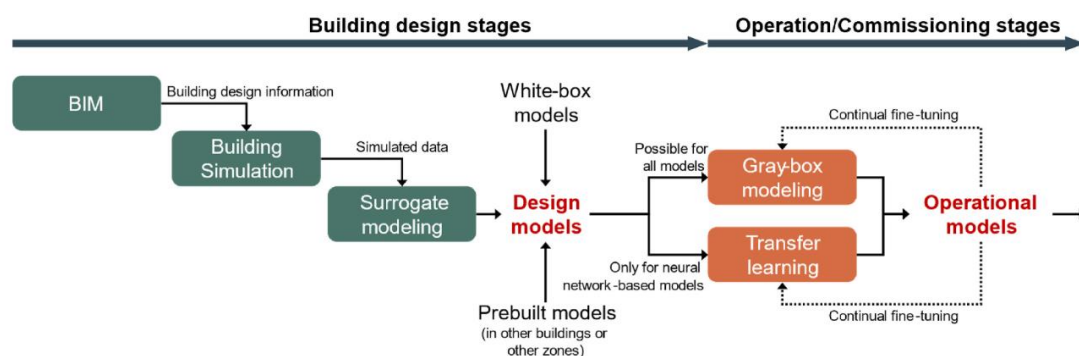 Building design stages
Operation/Commissioning stages
BIM
Building design information
Building
Simulation
Simulated data
Surrogate
modeling
White-box
models
Design
models
Prebuilt models
(in other buildings or
other zones)
Possible for
all models
Only for neural
network-based models
Continual fine-tuning
Gray-box
modeling
Transfer
learning
Continual fine-tuning
Operational
models